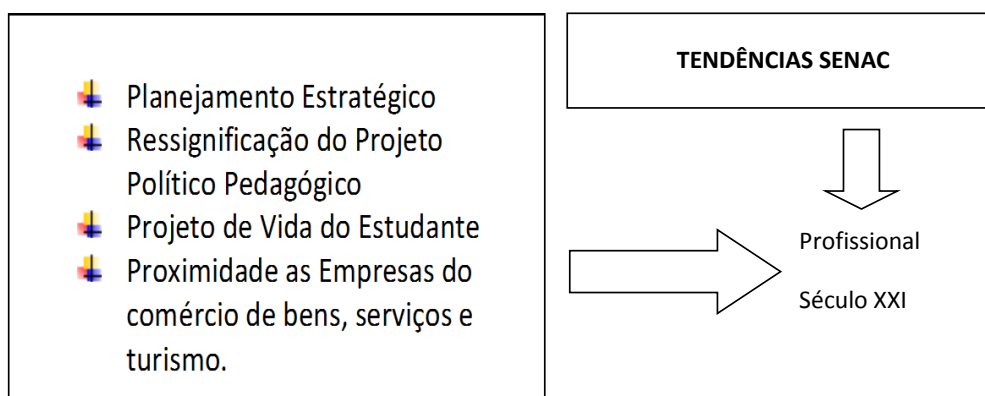 Planejamento Estratégico
Ressignificação do Projeto
Político Pedagógico
Projeto de Vida do Estudante
Proximidade as Empresas do
comércio de bens, serviços e
turismo.
TENDÊNCIAS SENAC
Profissional
Século XXI